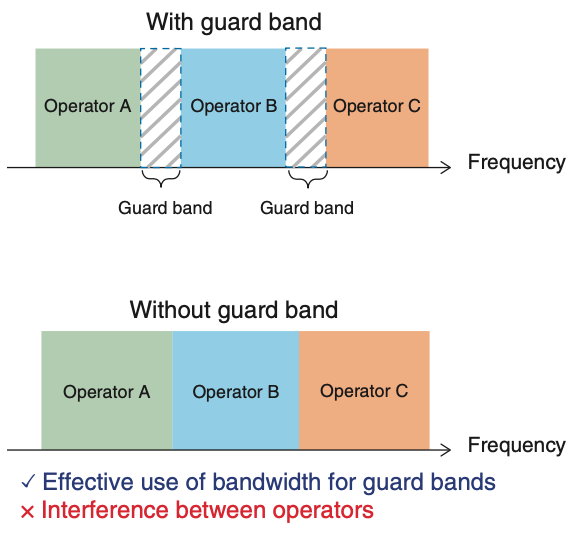 With guard band
Operator A
Operator B
Operator C
Frequency
Guard band
Guard band
Without guard band
Operator A
Operator B
Operator C
Frequency
✓ Effective use of bandwidth for guard bands
× Interference between operators